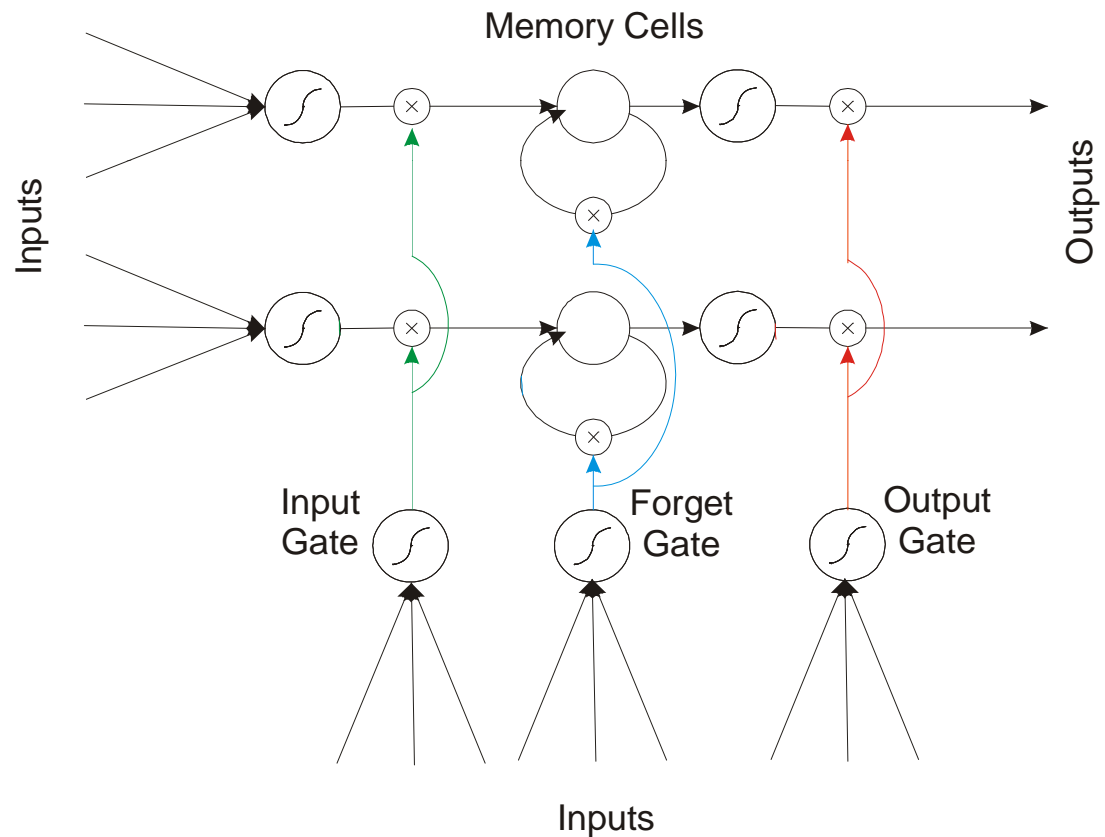 Memory Cells
Inputs
Outputs
Input
Gate
Forget
Gate
Output
Gate
Inputs